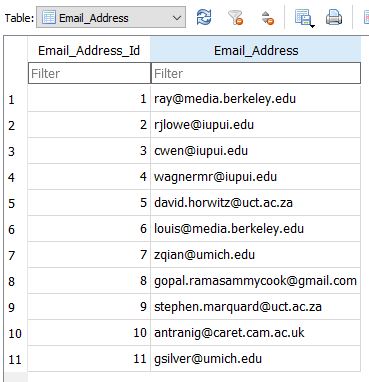 Table: Email_Address
Email_Address_Id Email_Address
Filter Filter
1 1 ray@media.berkeley.edu
2 2 rjlowe@iupui.edu
3 3 cwen@iupui.edu
4 4 wagnermr@iupui.edu
5 5 david.horwitz@uct.ac.za
6 6 louis@media.berkeley.edu
7 7 zqian@umich.edu
8 8 gopal.ramasammycook@gmail.com
9 9 stephen.marquard@uct.ac.za
10 10 antranig@caret.cam.ac.uk
11 11 gsilver@umich.edu